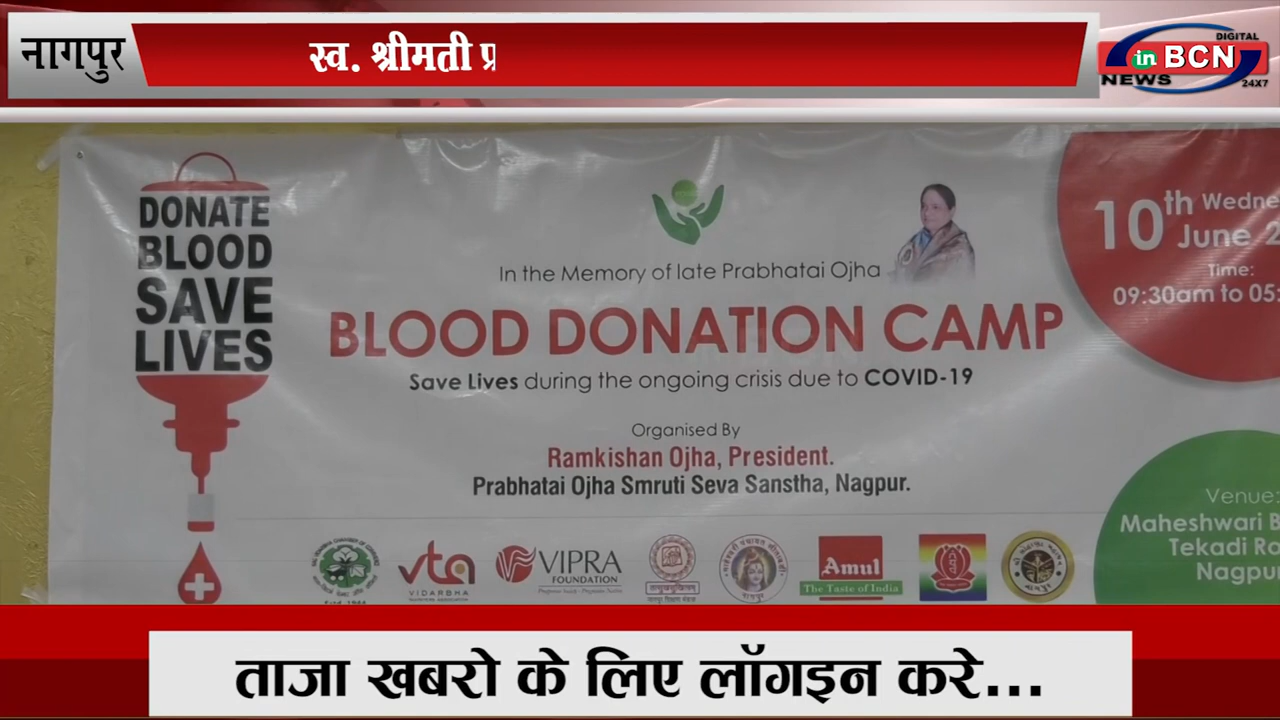 नागपुर
स्व. श्रीमती प्र
DIGITAL
in BCN
NEWS 24X7
DONATE
BLOOD
SAVE
LIVES
In the Memory of late Prabhatai Ojha
BLOOD DONATION CAMP
Save Lives during the ongoing crisis due to COVID-19
Organised By
Ramkishan Ojha, President.
Prabhatai Ojha Smruti Seva Sanstha, Nagpur.
10th Wedne
June 2
Time:
09:30am to 05:
Venue:
Maheshwari B
Tekadi Ro
Nagpur
vta
VIDARBHA
VIPRA
FOUNDATION
Amul
The Taste of India
ताजा खबरो के लिए लॉगइन करे...